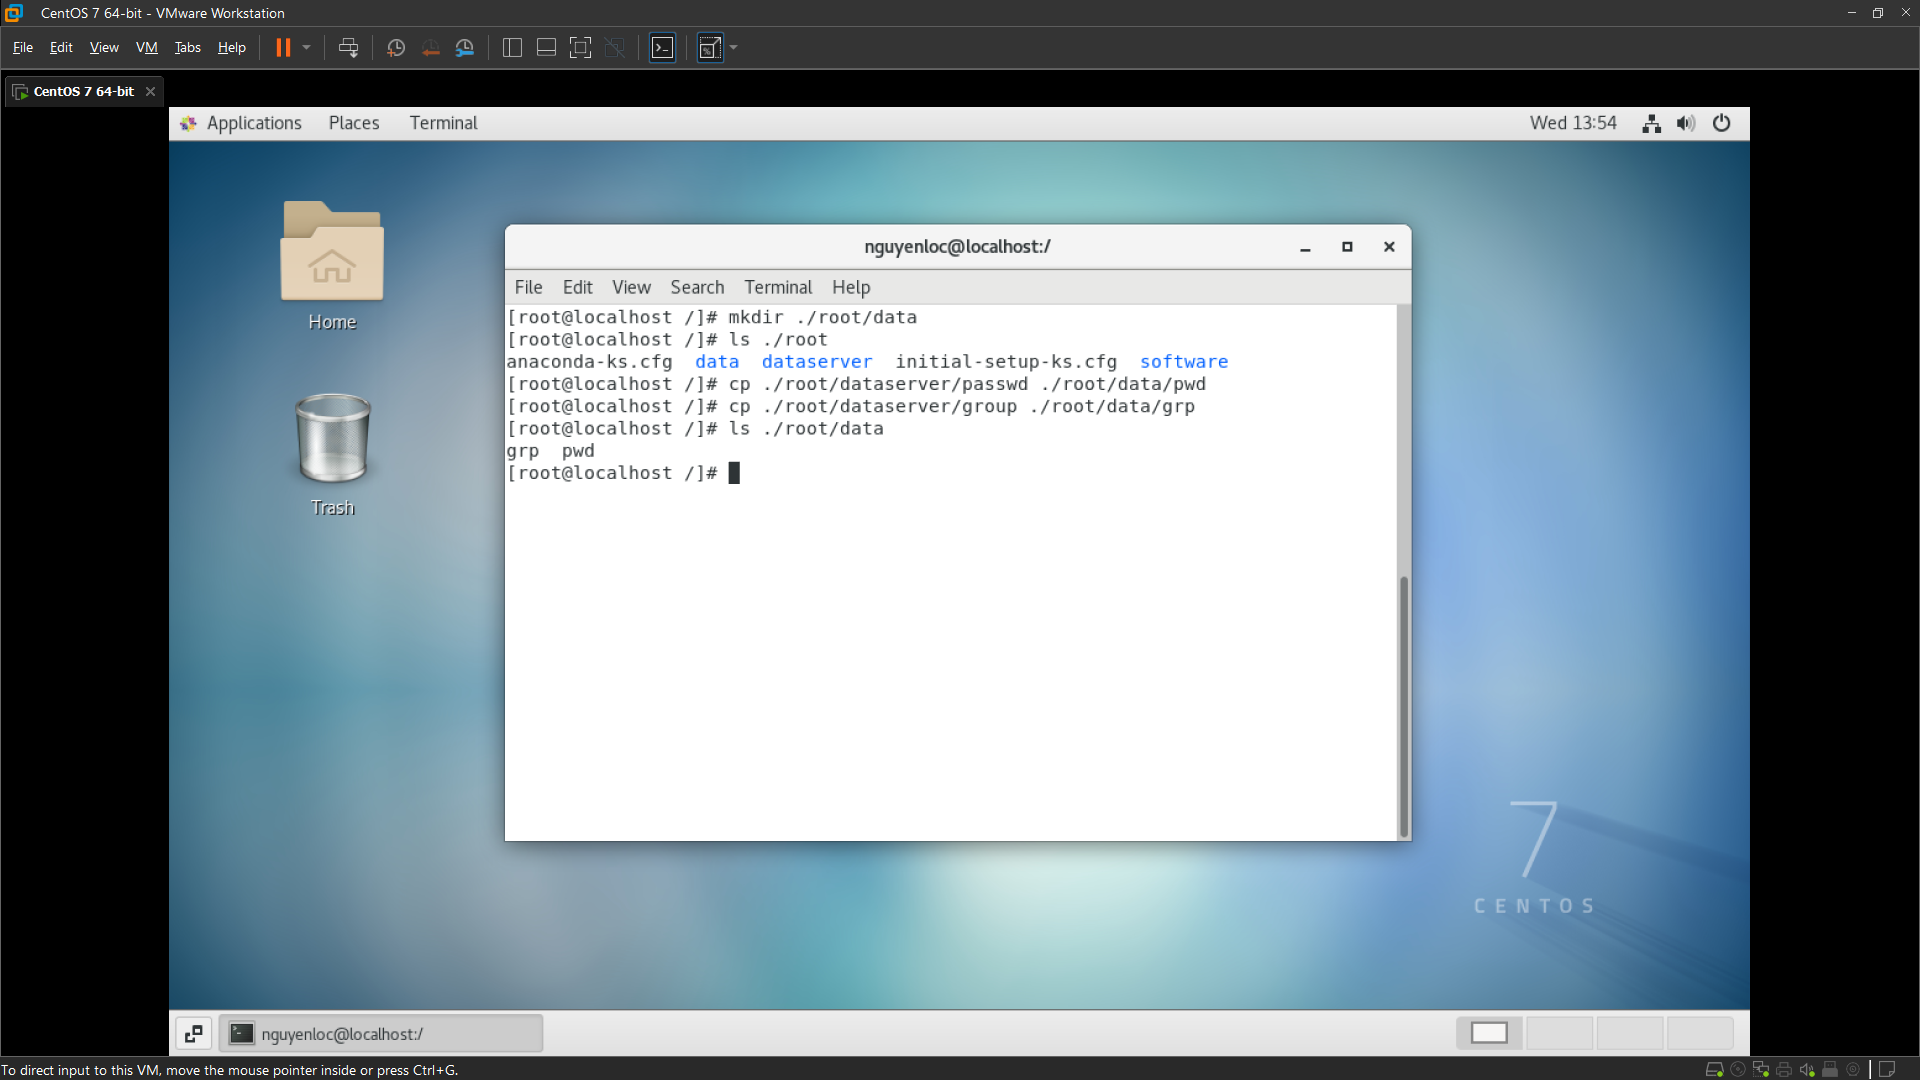 CentOS 7 64-bit - VMware Workstation
File Edit View VM Tabs Help
CentOS 7 64-bit
Applications Places Terminal Wed 13:54
Home
Trash
nguyenloc@localhost:/
File Edit View Search Terminal Help
[root@localhost /]# mkdir ./root/data
[root@localhost /]# ls ./root
anaconda-ks.cfg data dataserver initial-setup-ks.cfg software
[root@localhost /]# cp ./root/dataserver/passwd ./root/data/pwd
[root@localhost /]# cp ./root/dataserver/group ./root/data/grp
[root@localhost /]# ls ./root/data
grp pwd
[root@localhost /]#
7
CENTOS
nguyenloc@localhost:/
To direct input to this VM, move the mouse pointer inside or press Ctrl+G.